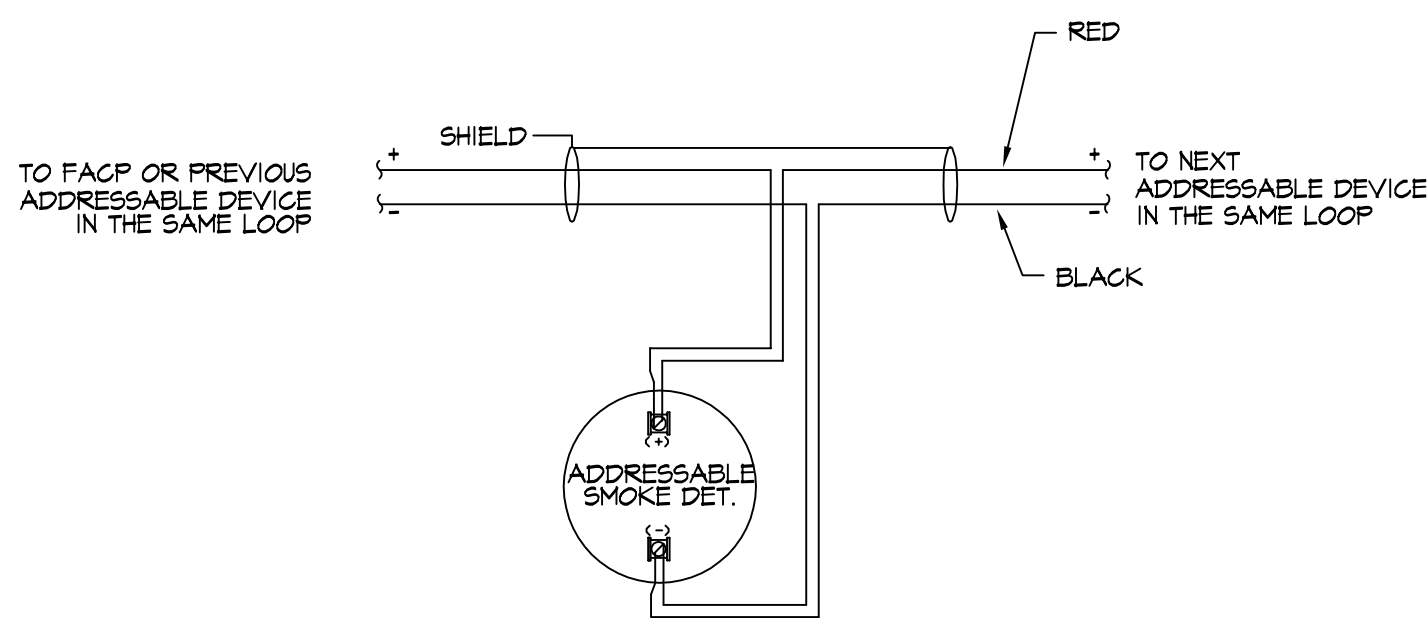 RED
SHIELD
TO FACP OR PREVIOUS
ADDRESSABLE DEVICE
IN THE SAME LOOP
+
-
+
-
TO NEXT
ADDRESSABLE DEVICE
IN THE SAME LOOP
BLACK
(+)
ADDRESSABLE
SMOKE DET.
(-)